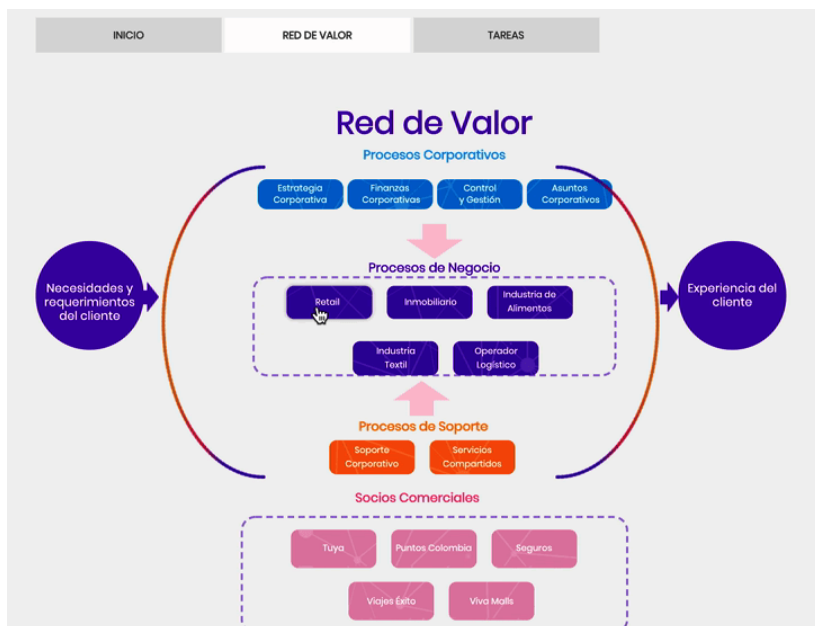 INICIO
RED DE VALOR
TAREAS
Red de Valor
Procesos Corporativos
Estrategia
Corporativa
Finanzas
Corporativas
Control
y Gestión
Asuntos
Corporativos
Necesidades y
requerimientos
del cliente
Procesos de Negocio
Retail
Inmobiliario
Industria de
Alimentos
Industria
Textil
Operador
Logístico
Experiencia del
cliente
Procesos de Soporte
Soporte
Corporativo
Servicios
Compartidos
Socios Comerciales
Tuya
Puntos Colombia
Seguros
Viajes Éxito
Viva Malls